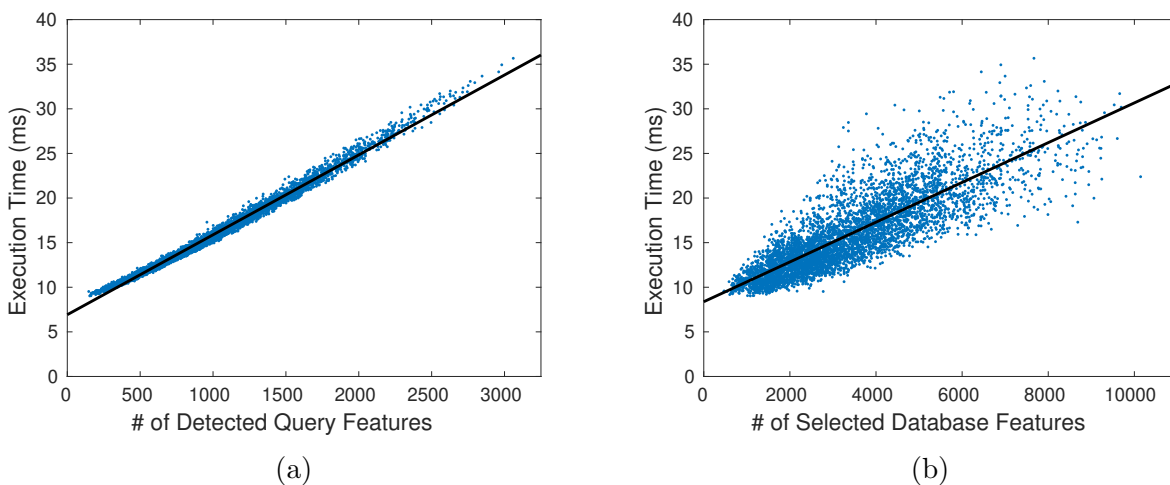 40
35
30
25
20
15
10
5
0
Execution Time (ms)
0 500 1000 1500 2000 2500 3000
# of Detected Query Features
(a)
40
35
30
25
20
15
10
5
0
Execution Time (ms)
0 2000 4000 6000 8000 10000
# of Selected Database Features
(b)